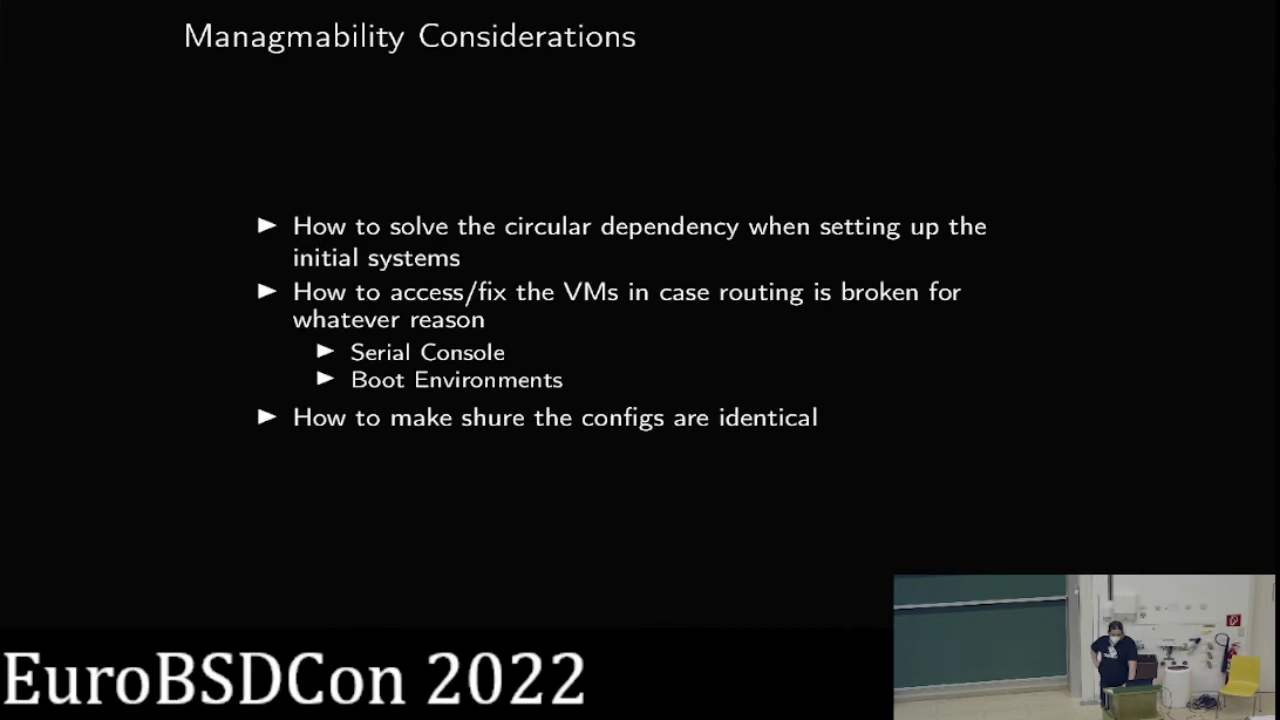 Managmability Considerations
How to solve the circular dependency when setting up the
initial systems
How to access/fix the VMs in case routing is broken for
whatever reason
Serial Console
Boot Environments
How to make shure the configs are identical
EuroBSDCon 2022